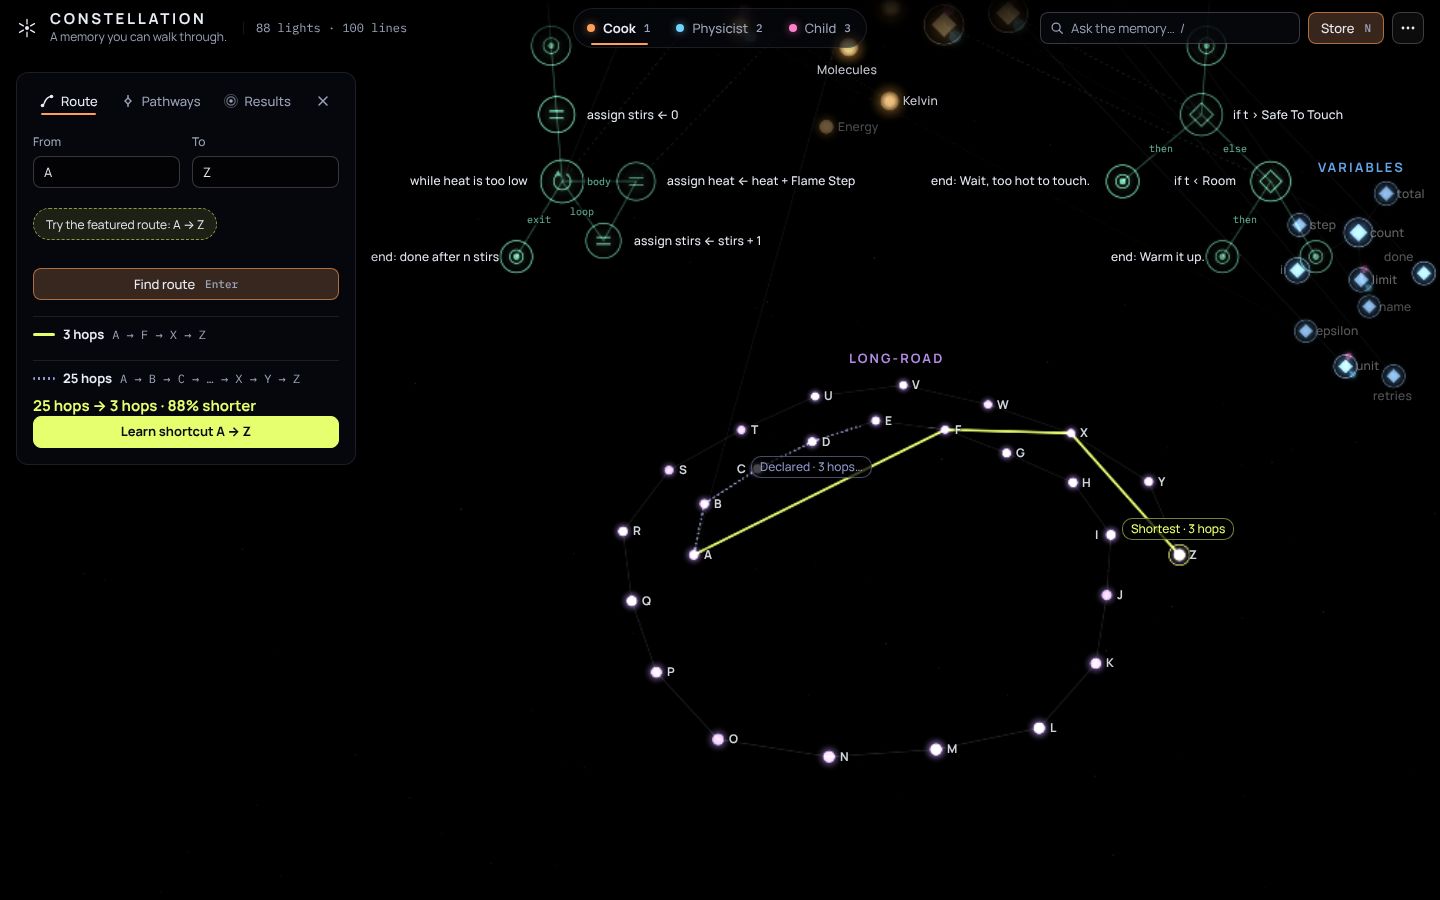 CONSTELLATION
A memory you can walk through.
88 lights · 100 lines
Cook 1
Physicist 2
Child 3
Ask the memory... /
Store N
Route
Pathways
Results
From
To
A
Z
Try the featured route: A → Z
Find route Enter
3 hops A → F → X → Z
25 hops A → B → C → … → X → Y → Z
25 hops → 3 hops · 88% shorter
Learn shortcut A → Z
Molecules
Kelvin
Energy
assign stirs ← 0
while heat is too low
body
assign heat ← heat + Flame Step
loop
exit
assign stirs ← stirs + 1
end: done after n stirs
if t > Safe To Touch
then
else
end: Wait, too hot to touch.
if t < Room
then
end: Warm it up.
VARIABLES
total
step
count
done
i
limit
name
epsilon
unit
retries
LONG-ROAD
U
V
W
T
E
F
X
D
G
S
C
Declared · 3 hops...
H
Y
B
R
I
Shortest · 3 hops
A
Z
Q
J
P
K
O
L
N
M